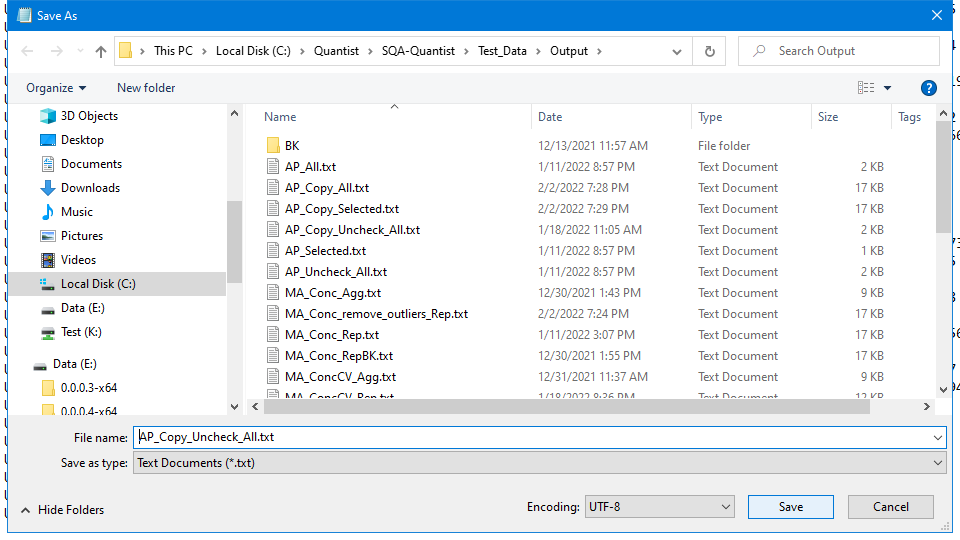 Save As
This PC > Local Disk (C:) > Quantist > SQA-Quantist > Test_Data > Output >
Search Output
Organize New folder
Name Date Type Size Tags
3D Objects
Desktop
Documents
Downloads
Music
Pictures
Videos
Local Disk (C:)
Data (E:)
Test (K:)
Data (E:)
0.0.0.3-x64
0.0.0.4-x64
BK 12/13/2021 11:57 AM File folder
AP_All.txt 1/11/2022 8:57 PM Text Document 2 KB
AP_Copy_All.txt 2/2/2022 7:28 PM Text Document 17 KB
AP_Copy_Selected.txt 2/2/2022 7:29 PM Text Document 17 KB
AP_Copy_Uncheck_All.txt 1/18/2022 11:05 AM Text Document 2 KB
AP_Selected.txt 1/11/2022 8:57 PM Text Document 1 KB
AP_Uncheck_All.txt 1/11/2022 8:57 PM Text Document 2 KB
MA_Conc_Agg.txt 12/30/2021 1:43 PM Text Document 9 KB
MA_Conc_remove_outliers_Rep.txt 2/2/2022 7:24 PM Text Document 17 KB
MA_Conc_Rep.txt 1/11/2022 3:07 PM Text Document 17 KB
MA_Conc_RepBK.txt 12/30/2021 1:55 PM Text Document 17 KB
MA_ConcCV_Agg.txt 12/31/2021 11:37 AM Text Document 9 KB
MA_ConcCV_Rep.txt 1/18/2022 8:36 PM Text Document 12 KB
File name: AP_Copy_Uncheck_All.txt
Save as type: Text Documents (*.txt)
Hide Folders
Encoding: UTF-8 Save Cancel